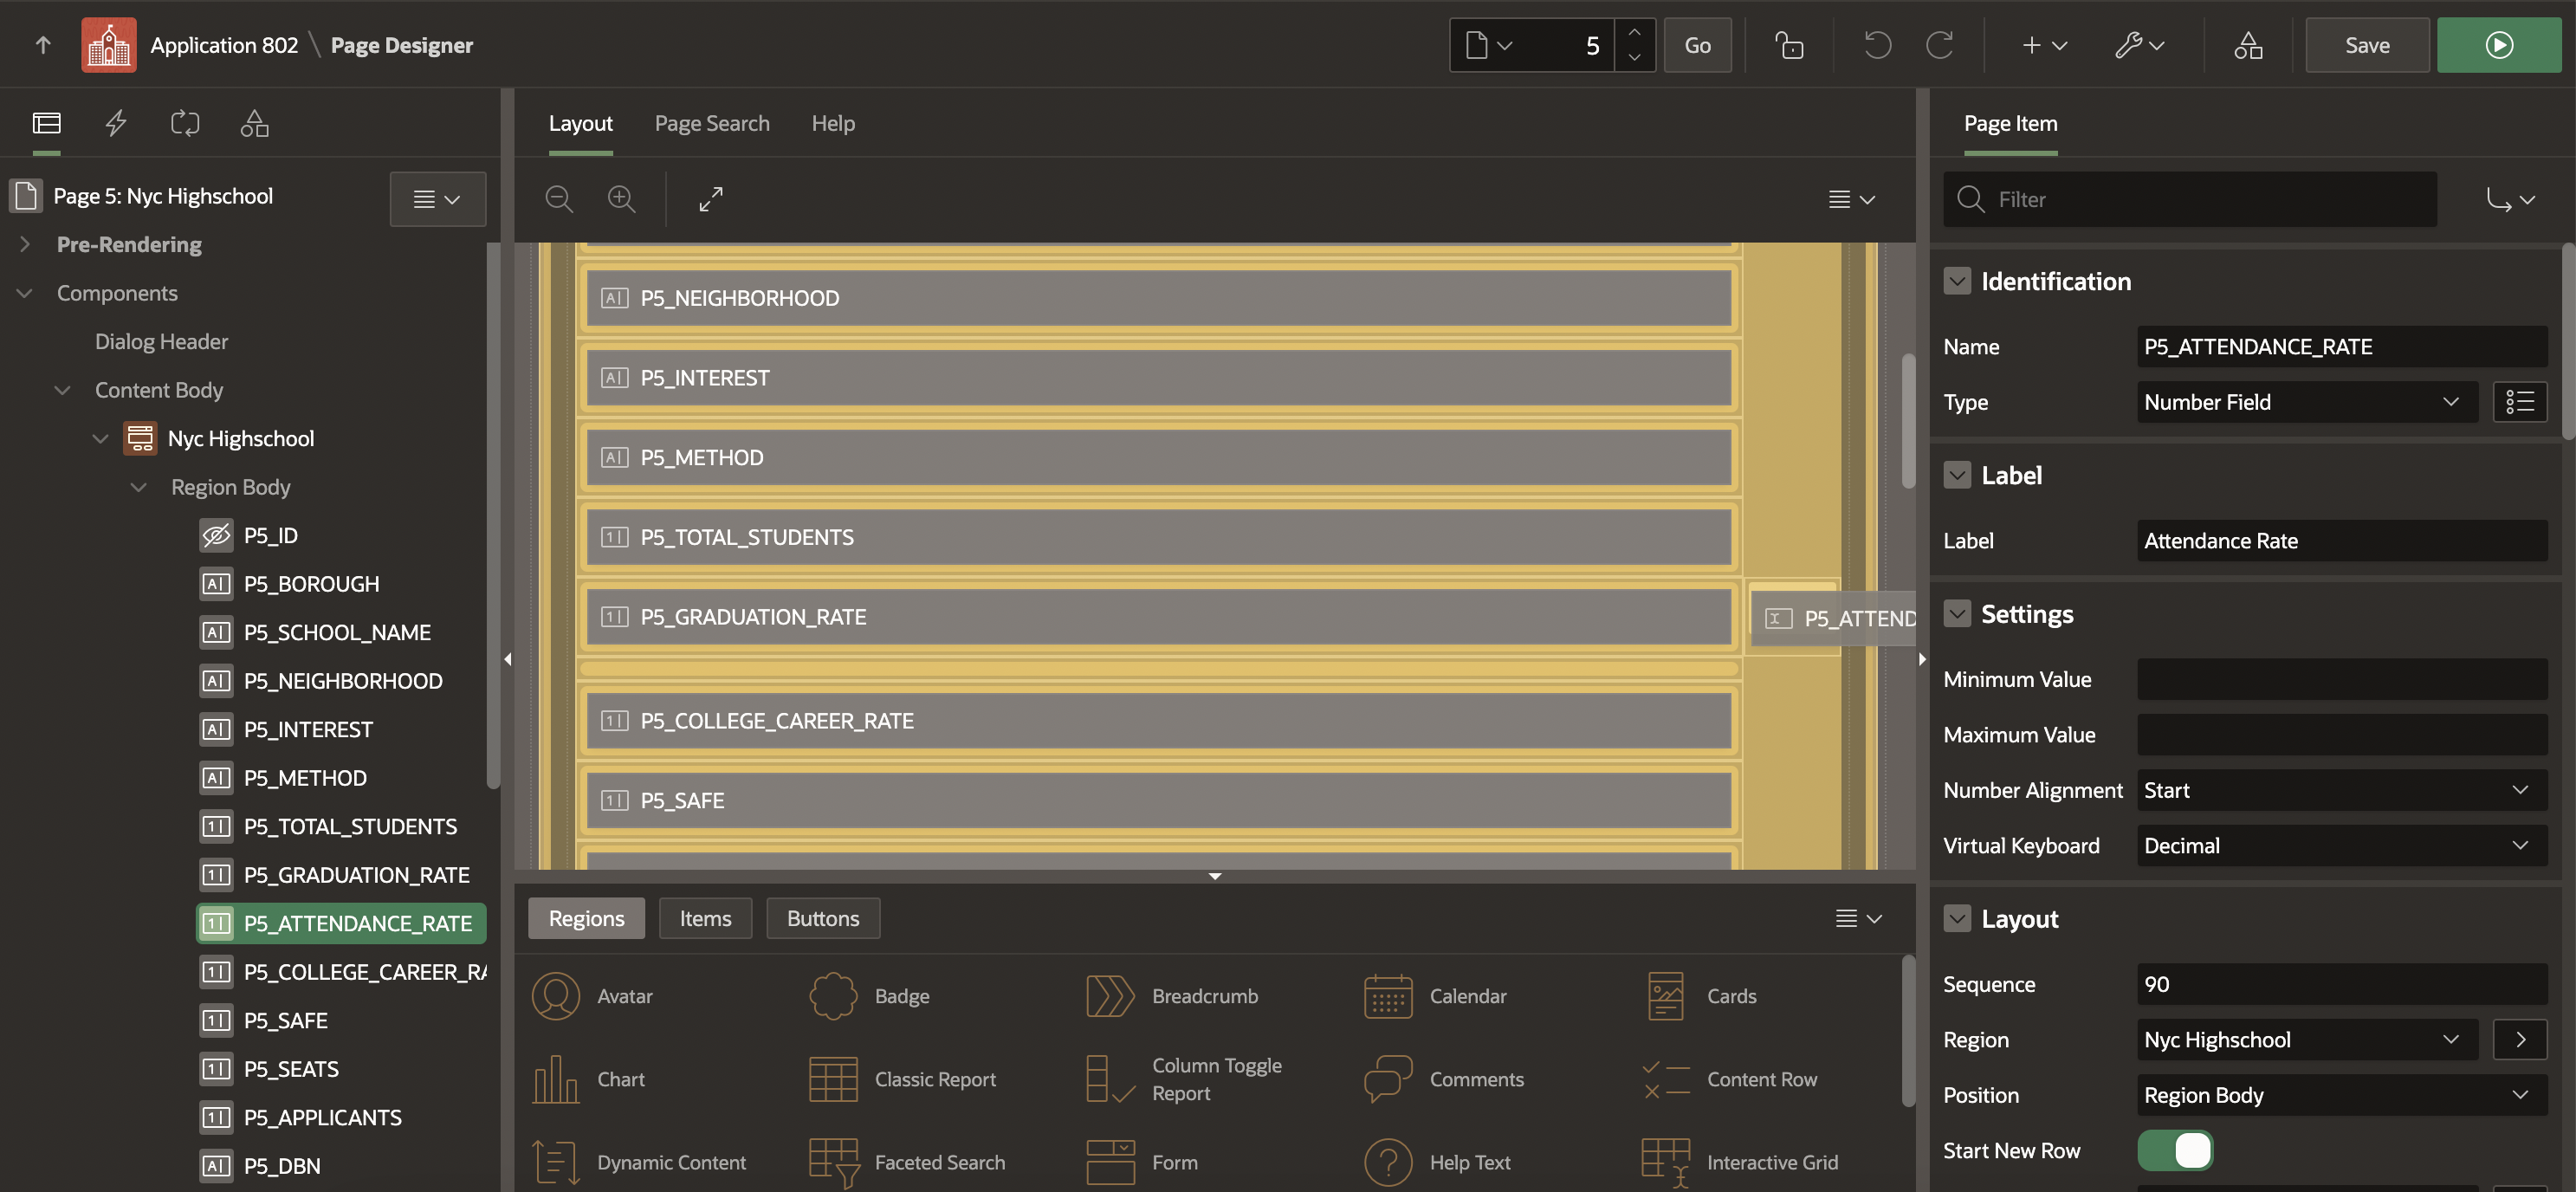 Application 802 \ Page Designer
5
Go
Save
Page 5: Nyc Highschool
Pre-Rendering
Components
Dialog Header
Content Body
Nyc Highschool
Region Body
P5_ID
P5_BOROUGH
P5_SCHOOL_NAME
P5_NEIGHBORHOOD
P5_INTEREST
P5_METHOD
P5_TOTAL_STUDENTS
P5_GRADUATION_RATE
P5_ATTENDANCE_RATE
P5_COLLEGE_CAREER_RA
P5_SAFE
P5_SEATS
P5_APPLICANTS
P5_DBN
Layout Page Search Help
P5_NEIGHBORHOOD
P5_INTEREST
P5_METHOD
P5_TOTAL_STUDENTS
P5_GRADUATION_RATE
P5_ATTEND
P5_COLLEGE_CAREER_RATE
P5_SAFE
Regions Items Buttons
Avatar Badge Breadcrumb Calendar Cards
Chart Classic Report Column Toggle Report Comments Content Row
Dynamic Content Faceted Search Form Help Text Interactive Grid
Page Item
Filter
Identification
Name P5_ATTENDANCE_RATE
Type Number Field
Label
Label Attendance Rate
Settings
Minimum Value
Maximum Value
Number Alignment Start
Virtual Keyboard Decimal
Layout
Sequence 90
Region Nyc Highschool
Position Region Body
Start New Row